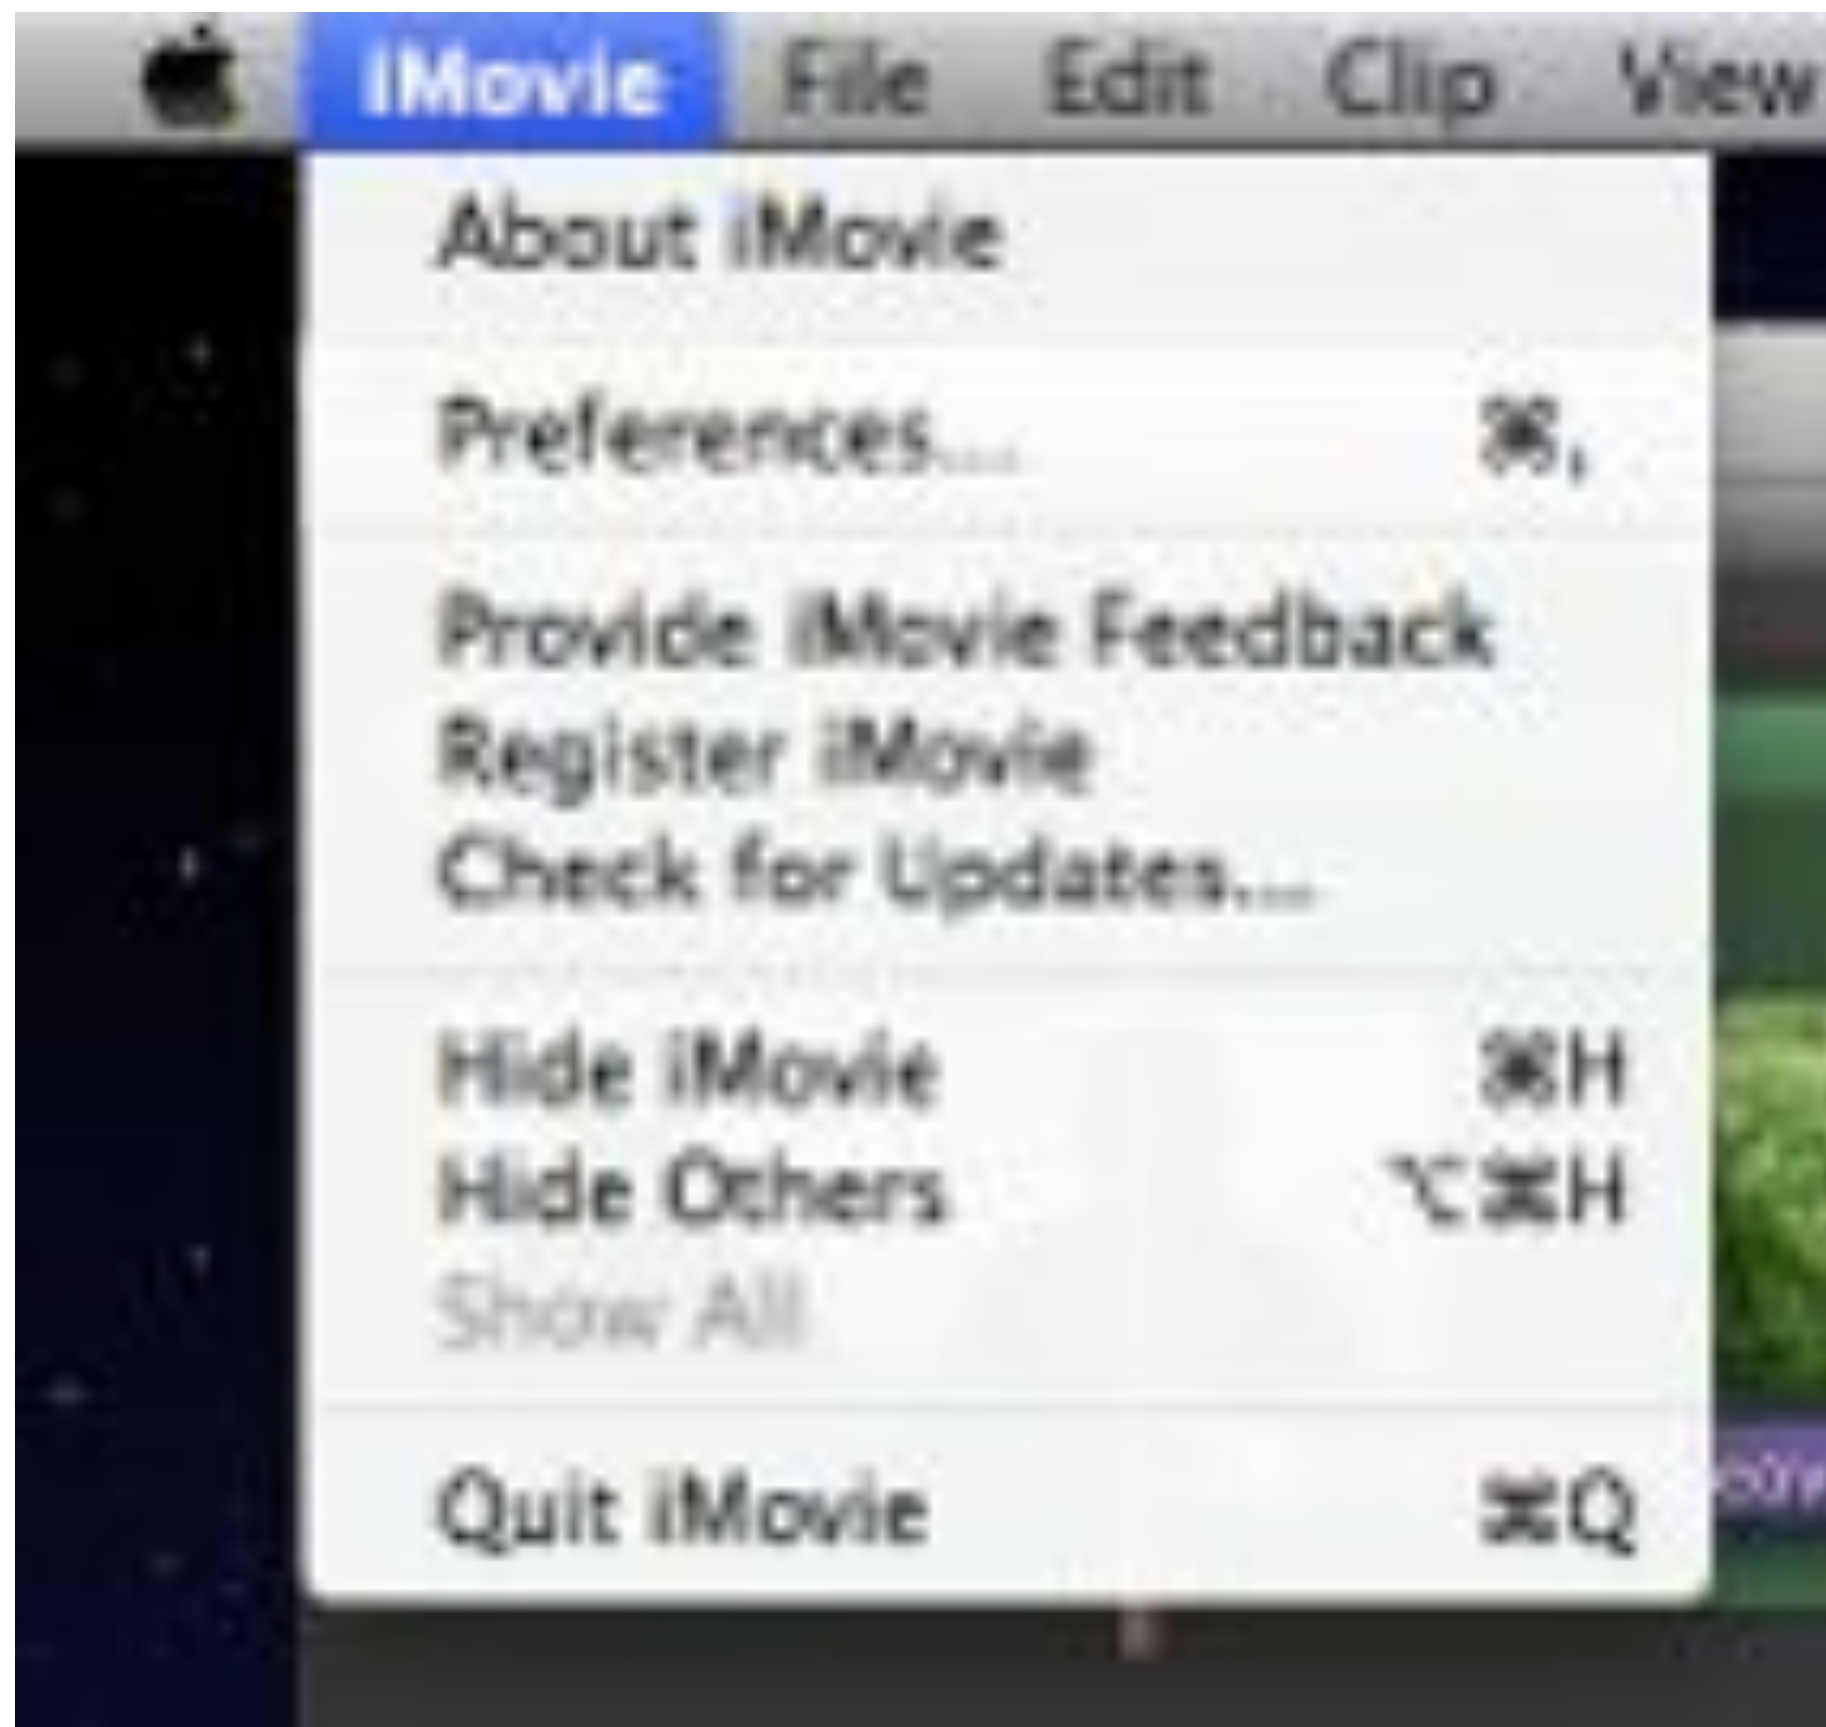 iMovie File Edit Clip View
About iMovie
Preferences... ⌘,
Provide iMovie Feedback
Register iMovie
Check for Updates...
Hide iMovie ⌘H
Hide Others ⌥⌘H
Show All
Quit iMovie ⌘Q